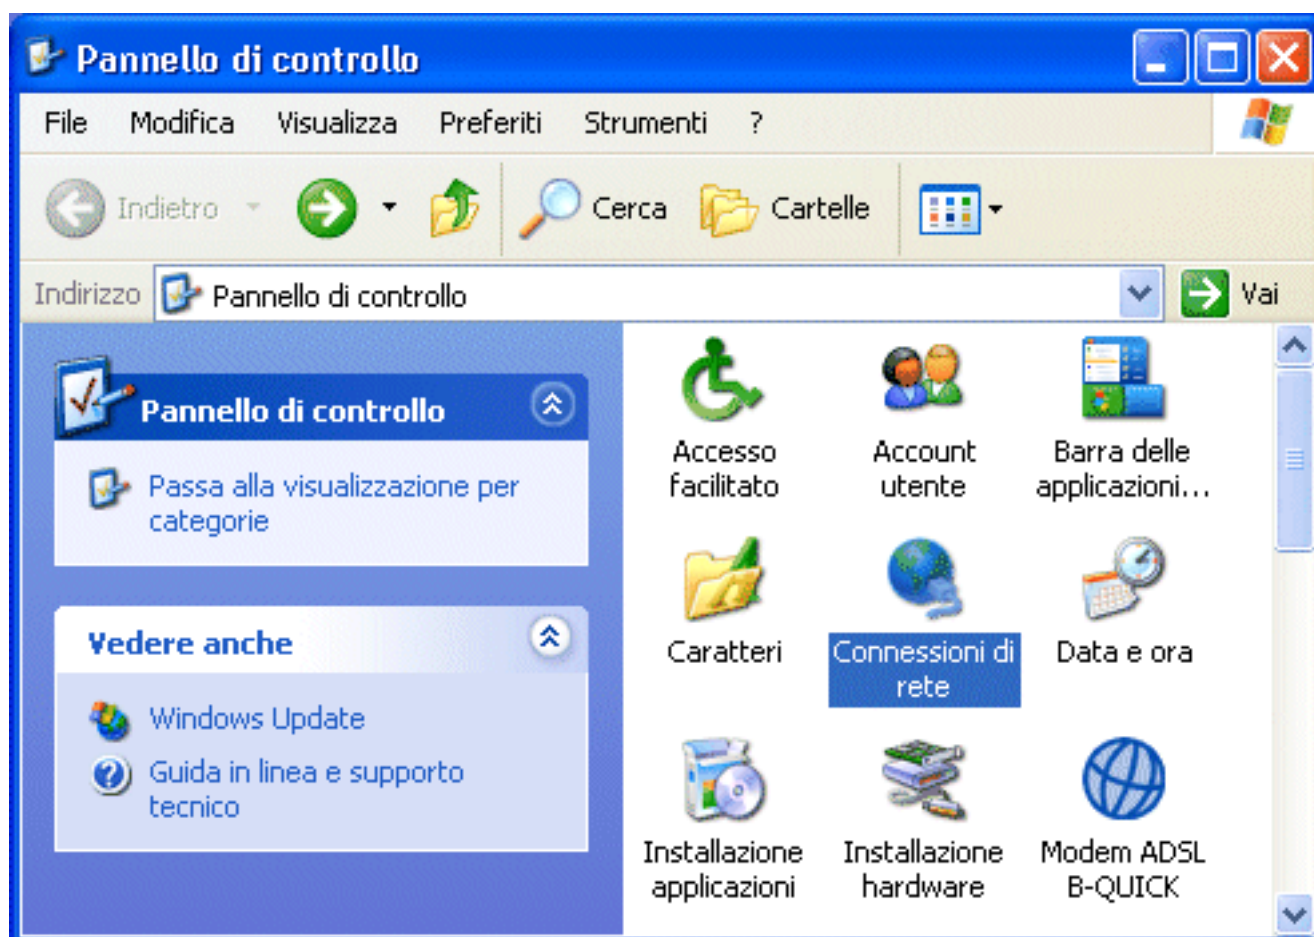 Pannello di controllo
File Modifica Visualizza Preferiti Strumenti ?
Indietro Cerca Cartelle
Indirizzo Pannello di controllo Vai
Pannello di controllo
Passa alla visualizzazione per
categorie
Vedere anche
Windows Update
Guida in linea e supporto
tecnico
Accesso
facilitato
Account
utente
Barra delle
applicazioni...
Caratteri
Connessioni di
rete
Data e ora
Installazione
applicazioni
Installazione
hardware
Modem ADSL
B-QUICK